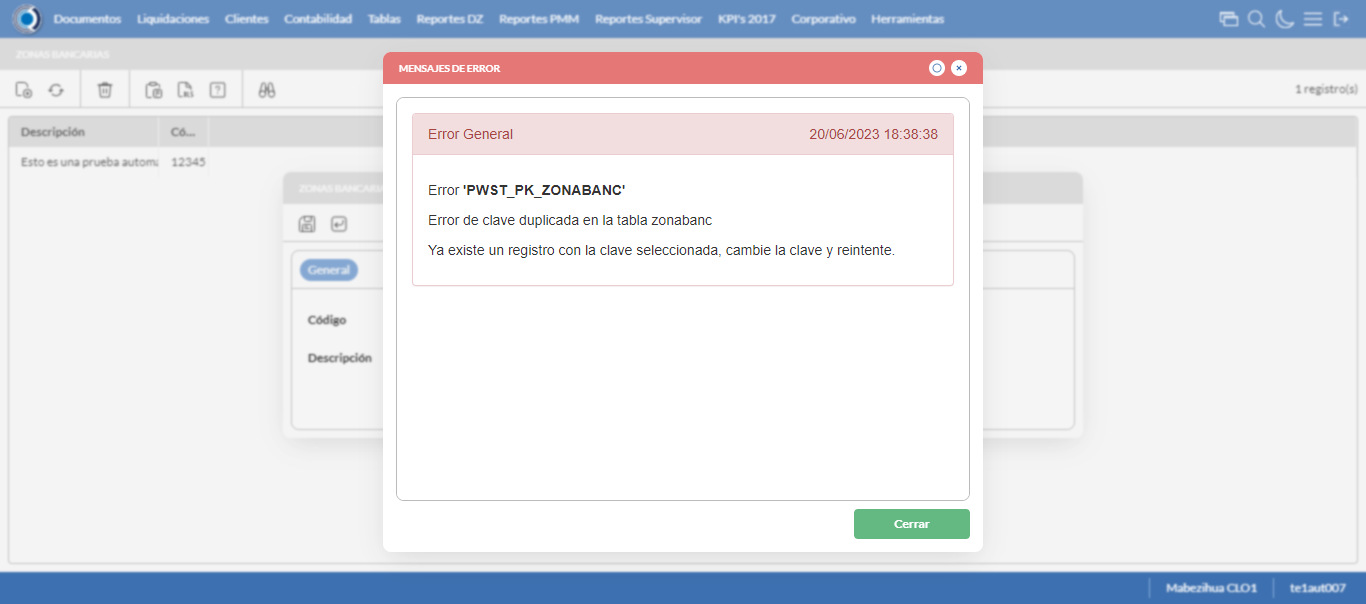 Documentos Liquidaciones Clientes Contabilidad Tablas Reportes DZ Reportes PMM Reportes Supervisor KPI's 2017 Corporativo Herramientas
ZONAS BANCARIAS
1 registro(s)
Descripción Có...
Esto es una prueba automa 12345
ZONAS BANCARIA
General
Código
Descripción
MENSAJES DE ERROR
Error General 20/06/2023 18:38:38
Error 'PWST_PK_ZONABANC'
Error de clave duplicada en la tabla zonabanc
Ya existe un registro con la clave seleccionada, cambie la clave y reintente.
Cerrar
Mabezihua CLO1 te1aut007